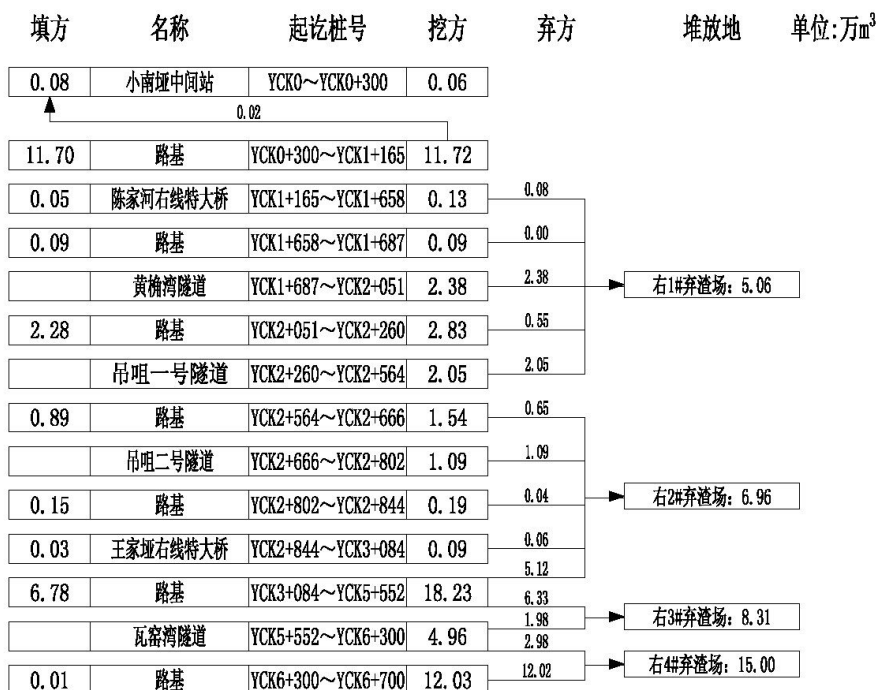 填方 名称 起讫桩号 挖方 弃方 堆放地 单位:万m³
0.08 小南垭中间站 YCK0～YCK0+300 0.06
0.02
11.70 路基 YCK0+300～YCK1+165 11.72
0.05 陈家河右线特大桥 YCK1+165～YCK1+658 0.13 0.08
0.09 路基 YCK1+658～YCK1+687 0.09 0.00
黄桷湾隧道 YCK1+687～YCK2+051 2.38 2.38 右1#弃渣场: 5.06
2.28 路基 YCK2+051～YCK2+260 2.83 0.55
吊咀一号隧道 YCK2+260～YCK2+564 2.05 2.05
0.89 路基 YCK2+564～YCK2+666 1.54 0.65
吊咀二号隧道 YCK2+666～YCK2+802 1.09 1.09
0.15 路基 YCK2+802～YCK2+844 0.19 0.04 右2#弃渣场: 6.96
0.03 王家垭右线特大桥 YCK2+844～YCK3+084 0.09 0.06
5.12
6.78 路基 YCK3+084～YCK5+552 18.23 6.33
1.98 右3#弃渣场: 8.31
瓦窑湾隧道 YCK5+552～YCK6+300 4.96 2.98
右4#弃渣场: 15.00
0.01 路基 YCK6+300～YCK6+700 12.03 12.02